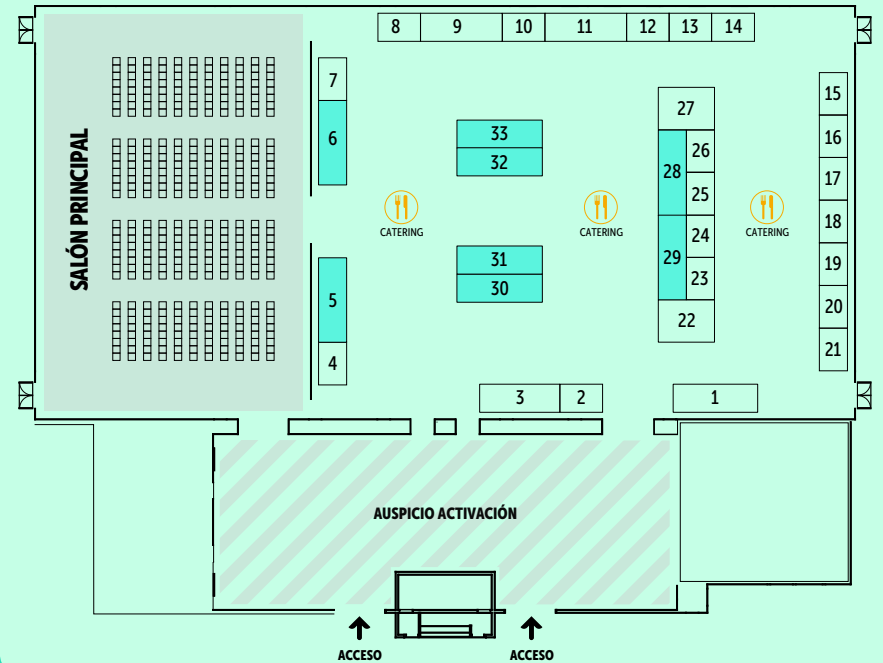 8 9 10 11 12 13 14
SALÓN PRINCIPAL
7
6
5
4
33
32
31
30
27
28
26
25
29
24
23
22
15
16
17
18
19
20
21
CATERING
CATERING
CATERING
3 2 1
AUSPICIO ACTIVACIÓN
ACCESO
ACCESO